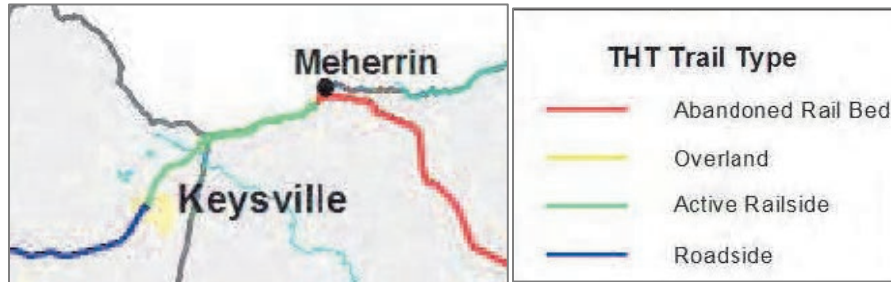 Meherrin
Keysville
THT Trail Type
Abandoned Rail Bed
Overland
Active Railside
Roadside